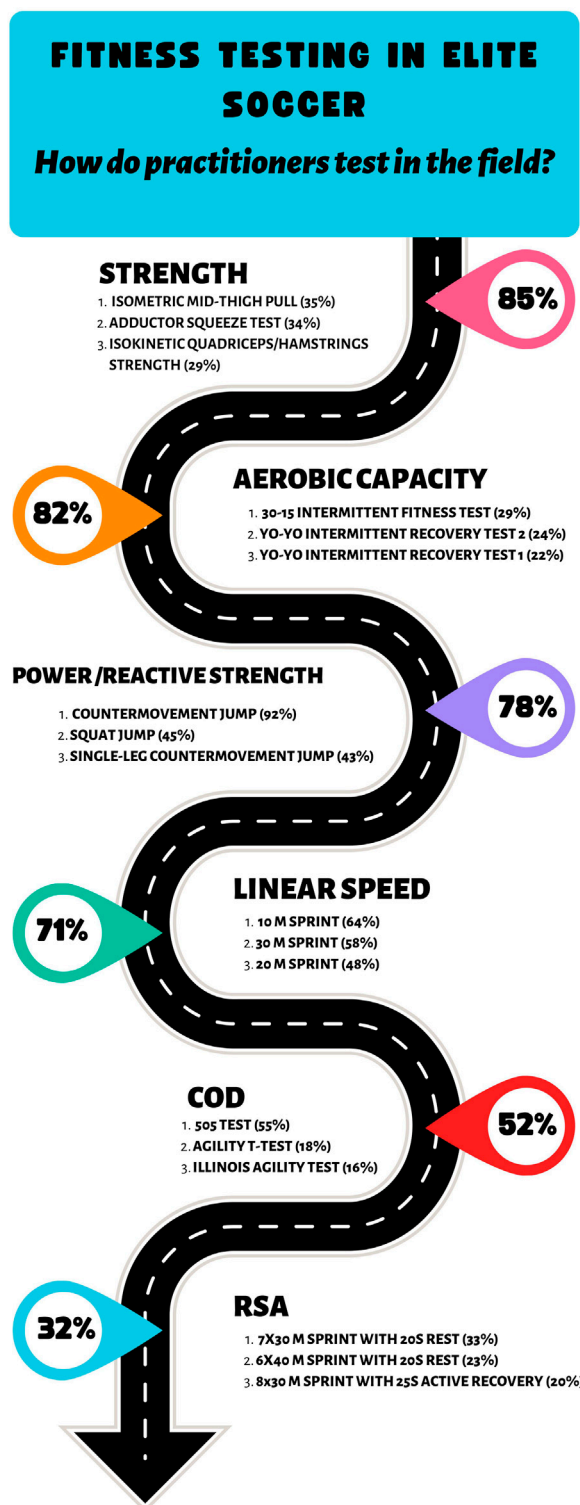 FITNESS TESTING IN ELITE
SOCCER
How do practitioners test in the field?
STRENGTH
1. ISOMETRIC MID-THIGH PULL (35%)
2. ADDUCTOR SQUEEZE TEST (34%)
3. ISOKINETIC QUADRICEPS/HAMSTRINGS
STRENGTH (29%)
85%
82%
AEROBIC CAPACITY
1. 30-15 INTERMITTENT FITNESS TEST (29%)
2. YO-YO INTERMITTENT RECOVERY TEST 2 (24%)
3. YO-YO INTERMITTENT RECOVERY TEST 1 (22%)
POWER/REACTIVE STRENGTH
1. COUNTERMOVEMENT JUMP (92%)
2. SQUAT JUMP (45%)
3. SINGLE-LEG COUNTERMOVEMENT JUMP (43%)
78%
71%
LINEAR SPEED
1. 10 M SPRINT (64%)
2. 30 M SPRINT (58%)
3. 20 M SPRINT (48%)
COD
1. 505 TEST (55%)
2. AGILITY T-TEST (18%)
3. ILLINOIS AGILITY TEST (16%)
52%
32%
RSA
1. 7X30 M SPRINT WITH 20S REST (33%)
2. 6X40 M SPRINT WITH 20S REST (23%)
3. 8x30 M SPRINT WITH 25S ACTIVE RECOVERY (20%)